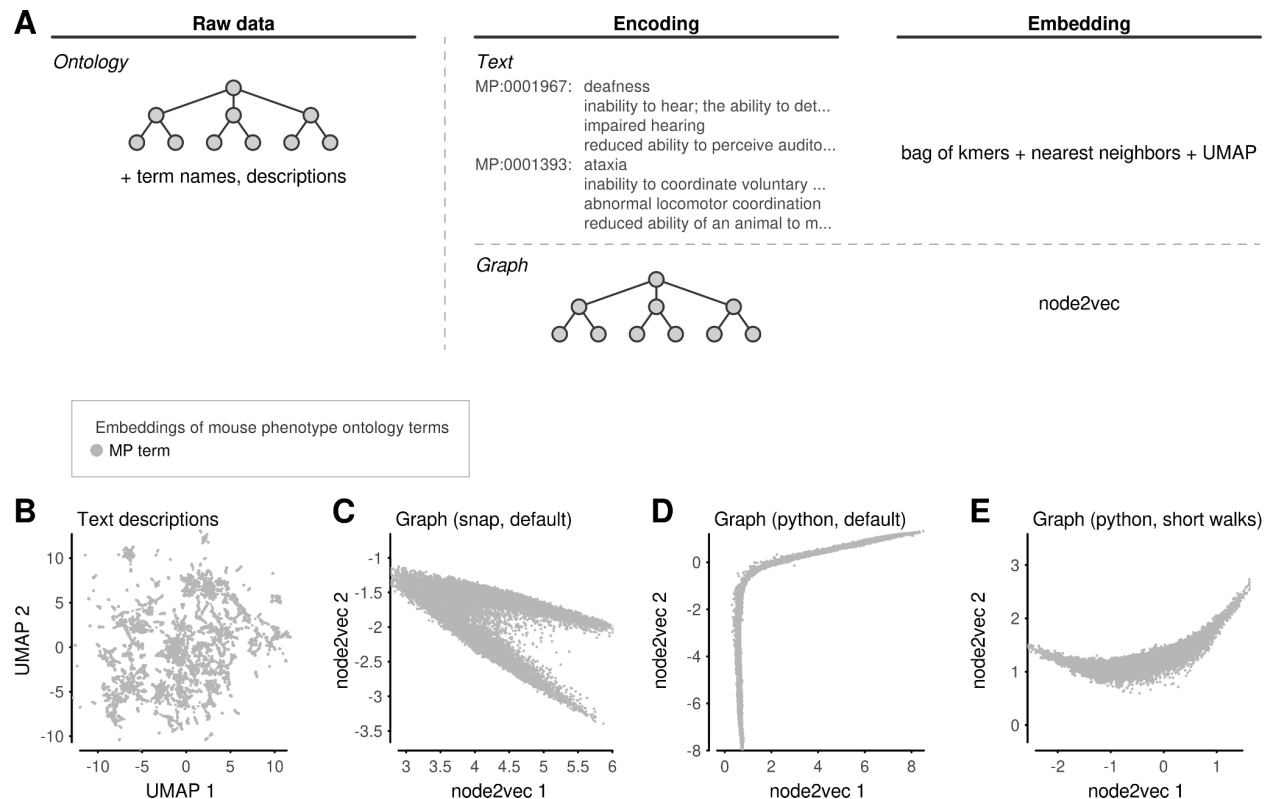 A
Raw data
Encoding
Embedding
Ontology
+ term names, descriptions
Text
MP:0001967: deafness
inability to hear; the ability to det...
impaired hearing
reduced ability to perceive audito...
MP:0001393: ataxia
inability to coordinate voluntary ...
abnormal locomotor coordination
reduced ability of an animal to m...
bag of kmers + nearest neighbors + UMAP
Graph
node2vec
Embeddings of mouse phenotype ontology terms
MP term
B
Text descriptions
UMAP 2
10
5
0
-5
-10
-10 -5 0 5 10
UMAP 1
C
Graph (snap, default)
node2vec 2
-1
-1.5
-2
-2.5
-3
-3.5
3 3.5 4 4.5 5 5.5 6
node2vec 1
D
Graph (python, default)
node2vec 2
0
-2
-4
-6
-8
0 2 4 6 8
node2vec 1
E
Graph (python, short walks)
node2vec 2
3
2
1
0
-2 -1 0 1
node2vec 1